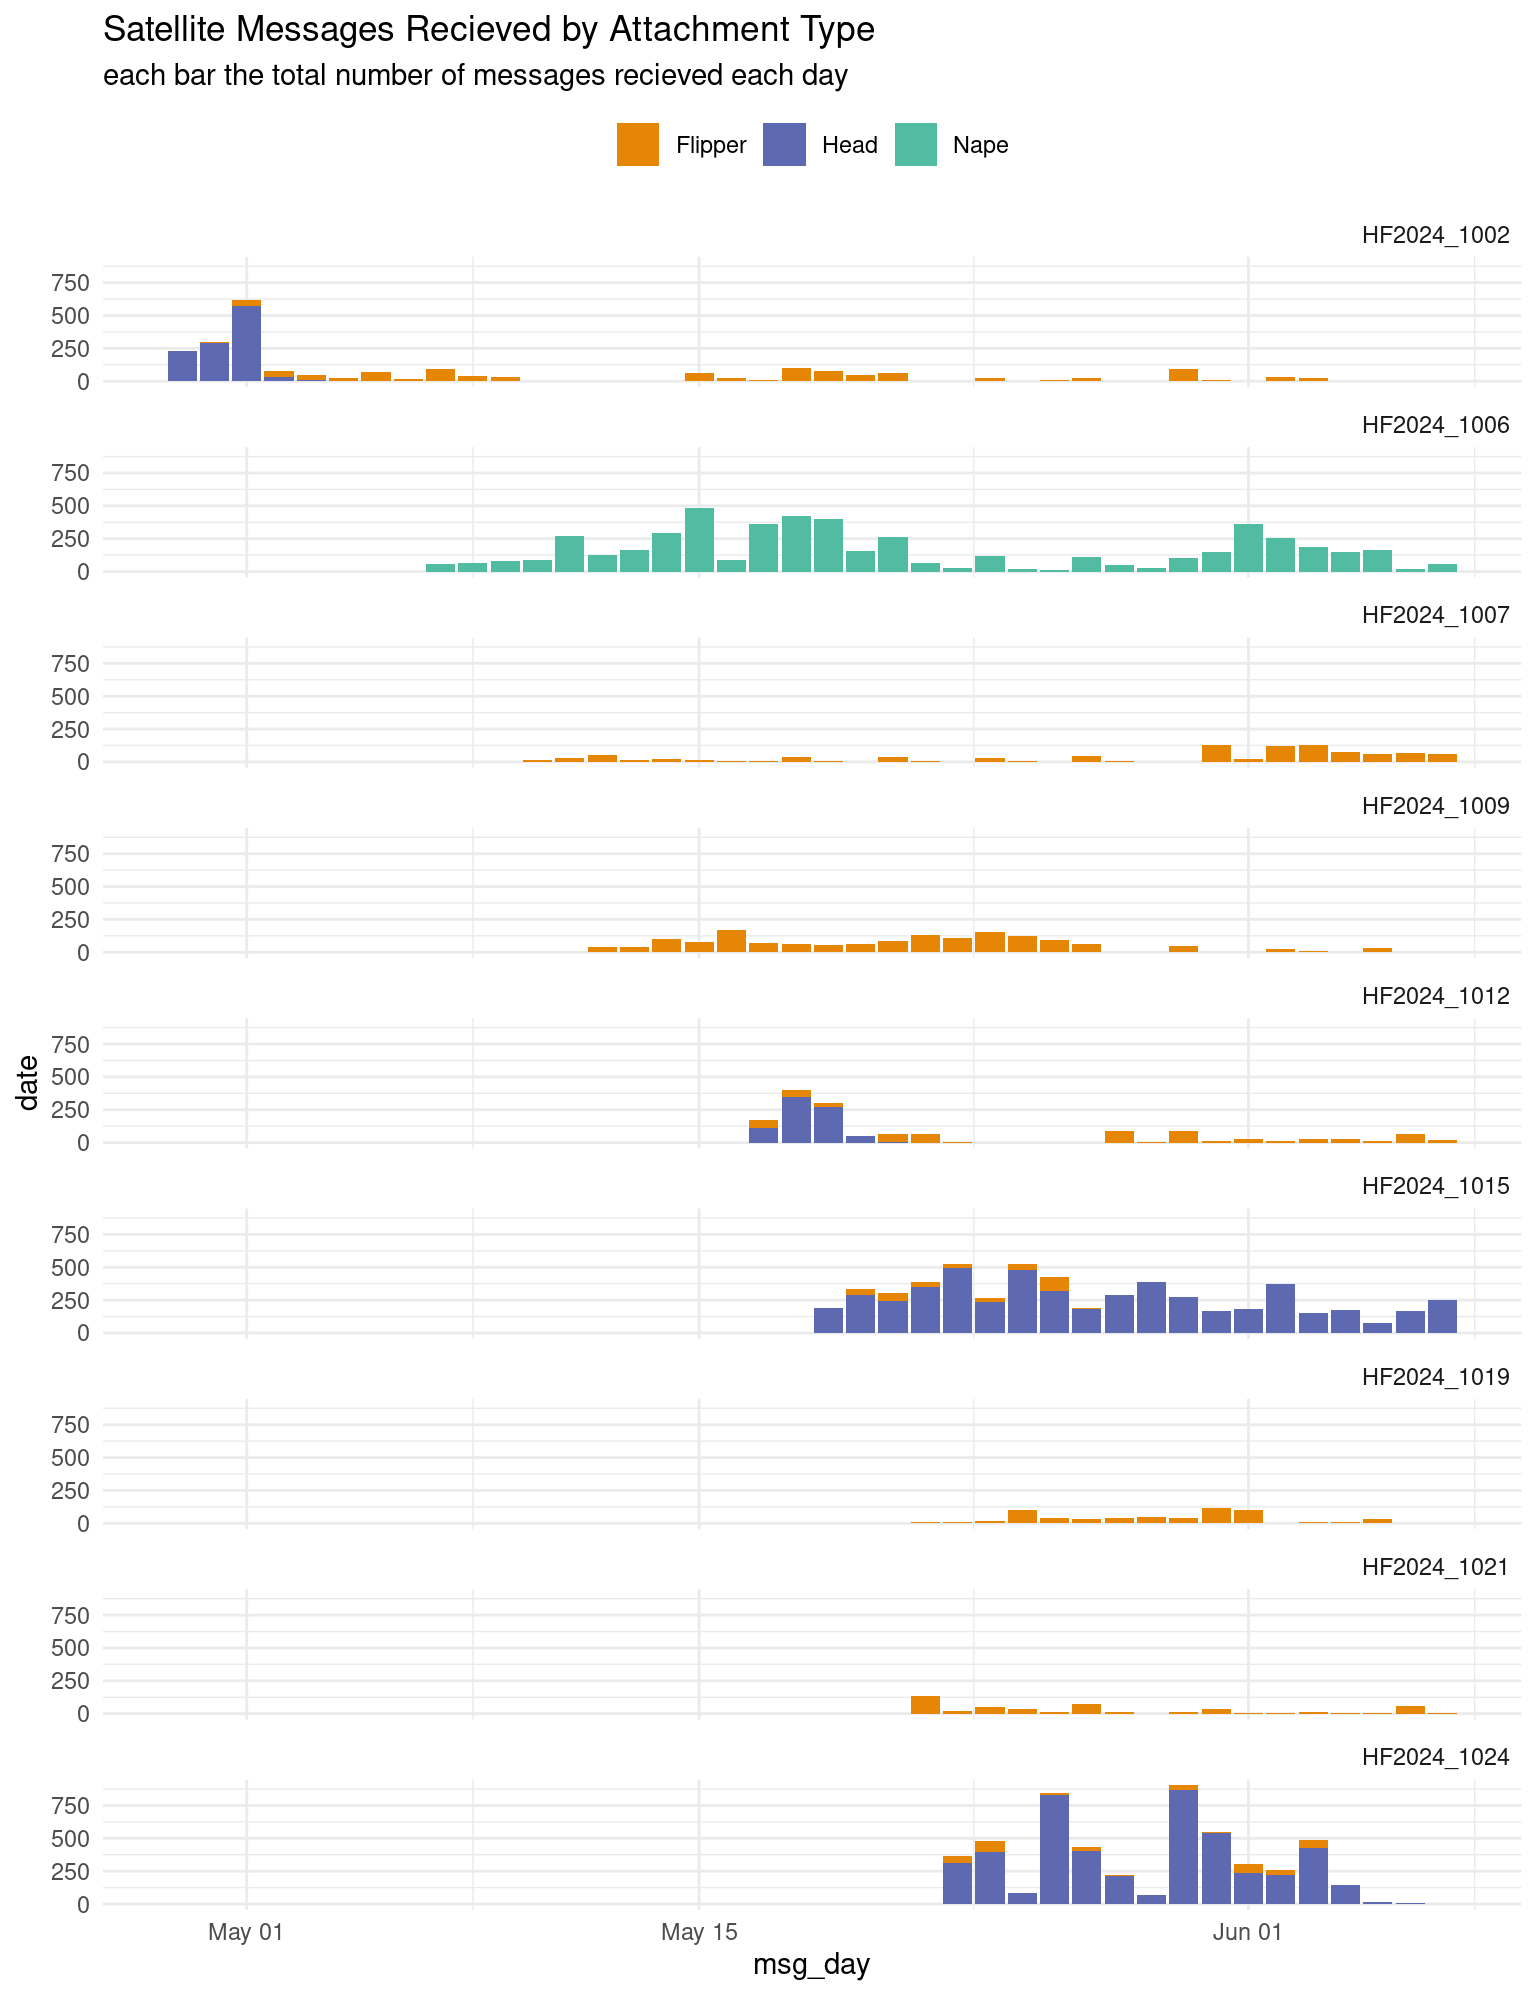 Satellite Messages Recieved by Attachment Type
each bar the total number of messages recieved each day
Flipper Head Nape
HF2024_1002
750
500
250
0
HF2024_1006
750
500
250
0
HF2024_1007
750
500
250
0
HF2024_1009
750
500
250
0
HF2024_1012
750
500
250
0
date
HF2024_1015
750
500
250
0
HF2024_1019
750
500
250
0
HF2024_1021
750
500
250
0
HF2024_1024
750
500
250
0
May 01 May 15 Jun 01
msg_day